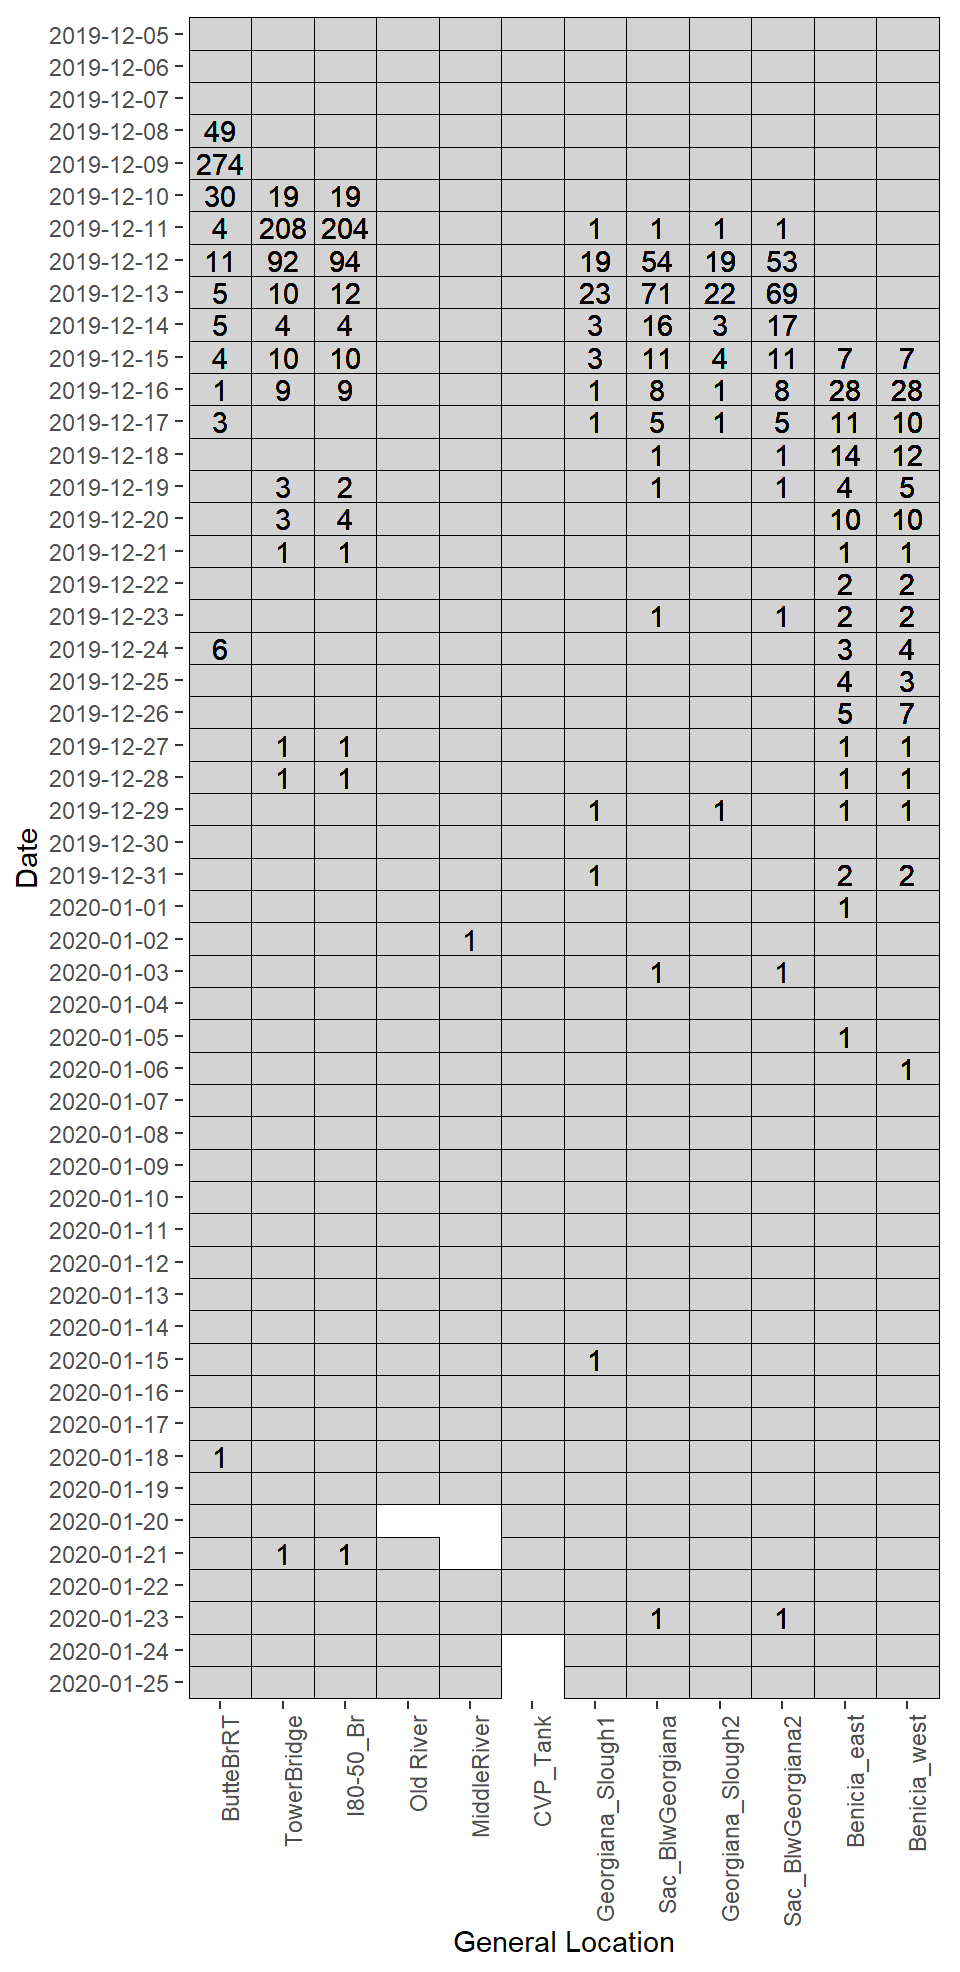 2019-12-05
2019-12-06
2019-12-07
2019-12-08 49
2019-12-09 274
2019-12-10 30 19 19
2019-12-11 4 208 204 1 1 1 1
2019-12-12 11 92 94 19 54 19 53
2019-12-13 5 10 12 23 71 22 69
2019-12-14 5 4 4 3 16 3 17
2019-12-15 4 10 10 3 11 4 11 7 7
2019-12-16 1 9 9 1 8 1 8 28 28
2019-12-17 3 1 5 1 5 11 10
2019-12-18 1 1 14 12
2019-12-19 3 2 1 1 4 5
2019-12-20 3 4 10 10
2019-12-21 1 1 1 1
2019-12-22 2 2
2019-12-23 1 1 2 2
2019-12-24 6 3 4
2019-12-25 4 3
2019-12-26 5 7
2019-12-27 1 1 1 1
2019-12-28 1 1 1 1
2019-12-29 1 1 1 1
2019-12-30
Date
2019-12-31 1 2 2
2020-01-01 1
2020-01-02 1
2020-01-03 1 1
2020-01-04
2020-01-05 1
2020-01-06 1
2020-01-07
2020-01-08
2020-01-09
2020-01-10
2020-01-11
2020-01-12
2020-01-13
2020-01-14
2020-01-15 1
2020-01-16
2020-01-17
2020-01-18 1
2020-01-19
2020-01-20
2020-01-21 1 1
2020-01-22
2020-01-23 1 1
2020-01-24
2020-01-25
ButteBrRT
TowerBridge
I80-50_Br
Old River
MiddleRiver
CVP_Tank
Georgiana_Slough1
Sac_BlwGeorgiana
Georgiana_Slough2
Sac_BlwGeorgiana2
Benicia_east
Benicia_west
General Location